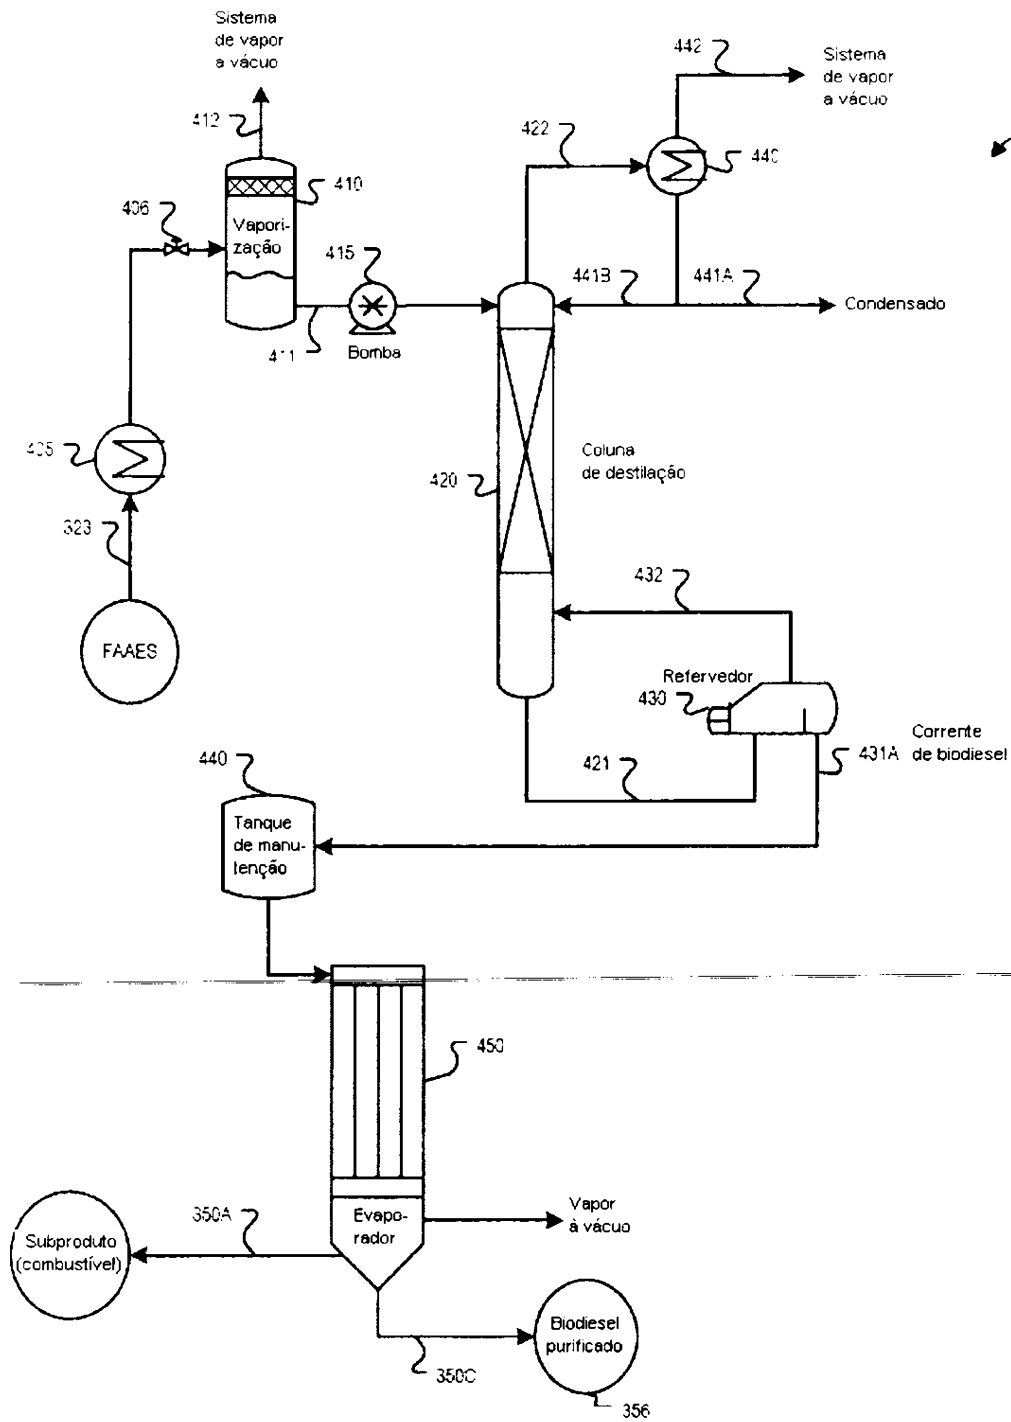 Sistema
de vapor
a vácuo
442
Sistema
de vapor
a vácuo
412
422
440
410
406
Vapori-
zação
415
441B
441A
Condensado
411
Bomba
405
Coluna
de destilação
420
323
432
FAAES
Refervedor
430
Corrente
de biodiesel
431A
421
440
Tanque
de manu-
tenção
450
350A
Evapo-
rador
Vapor
à vácuo
Subproduto
(combustível)
Biodiesel
purificado
350C
356